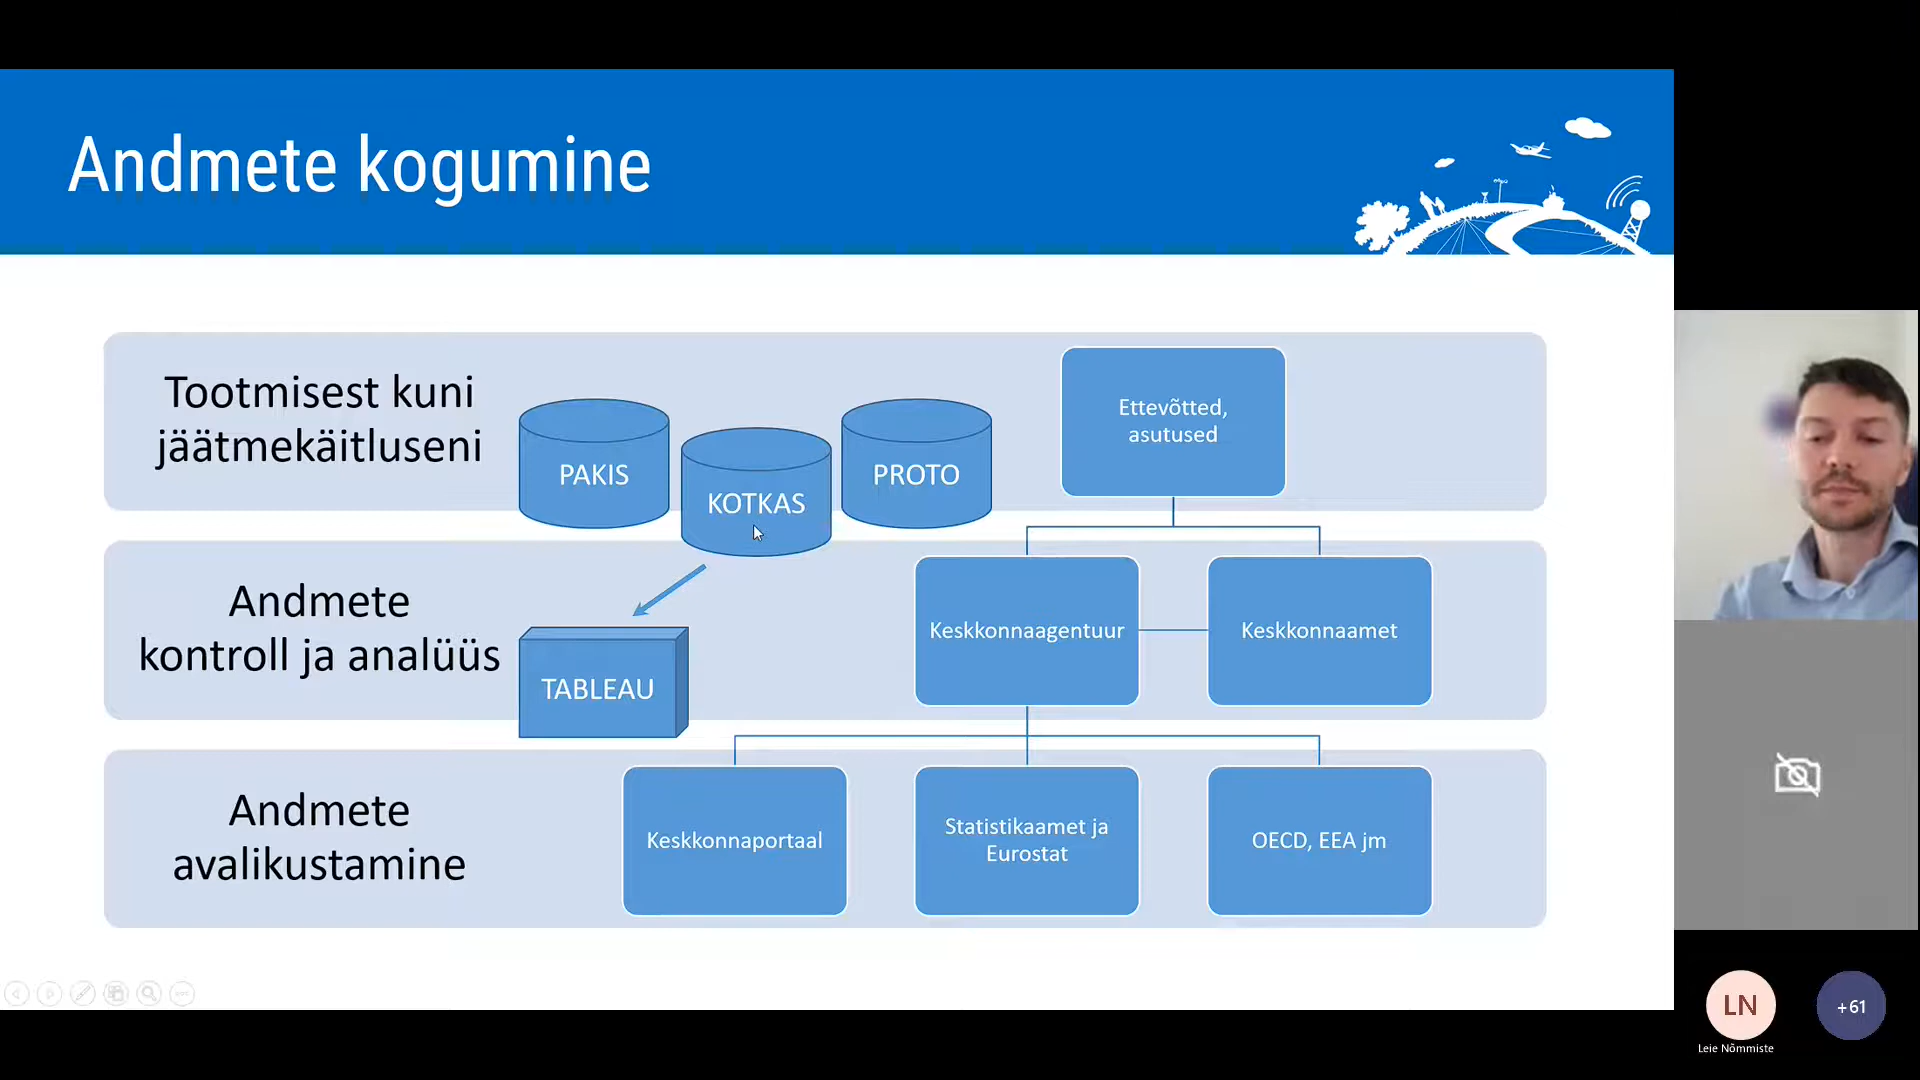 Andmete kogumine
Tootmisest kuni
jäätmekäitluseni
PAKIS
KOTKAS
PROTO
Ettevõtted,
asutused
Andmete
kontroll ja analüüs
TABLEAU
Keskkonnaagentuur
Keskkonnaamet
Andmete
avalikustamine
Keskkonnaportaal
Statistikaamet ja
Eurostat
OECD, EEA jm
LN
+61
Leie Nõmmiste